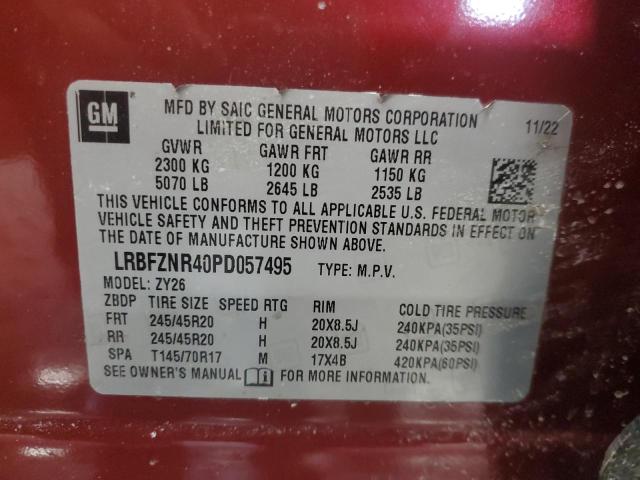 GM
MFD BY SAIC GENERAL MOTORS CORPORATION
LIMITED FOR GENERAL MOTORS LLC
11/22
GVWR GAWR FRT GAWR RR
2300 KG 1200 KG 1150 KG
5070 LB 2645 LB 2535 LB
THIS VEHICLE CONFORMS TO ALL APPLICABLE U.S. FEDERAL MOTOR
VEHICLE SAFETY AND THEFT PREVENTION STANDARDS IN EFFECT ON
THE DATE OF MANUFACTURE SHOWN ABOVE.
LRBFZNR40PD057495 TYPE: M.P.V.
MODEL: ZY26
ZBDP TIRE SIZE SPEED RTG RIM COLD TIRE PRESSURE
FRT 245/45R20 H 20X8.5J 240KPA(35PSI)
RR 245/45R20 H 20X8.5J 240KPA(35PSI)
SPA T145/70R17 M 17X4B 420KPA(60PSI)
SEE OWNER'S MANUAL FOR MORE INFORMATION.